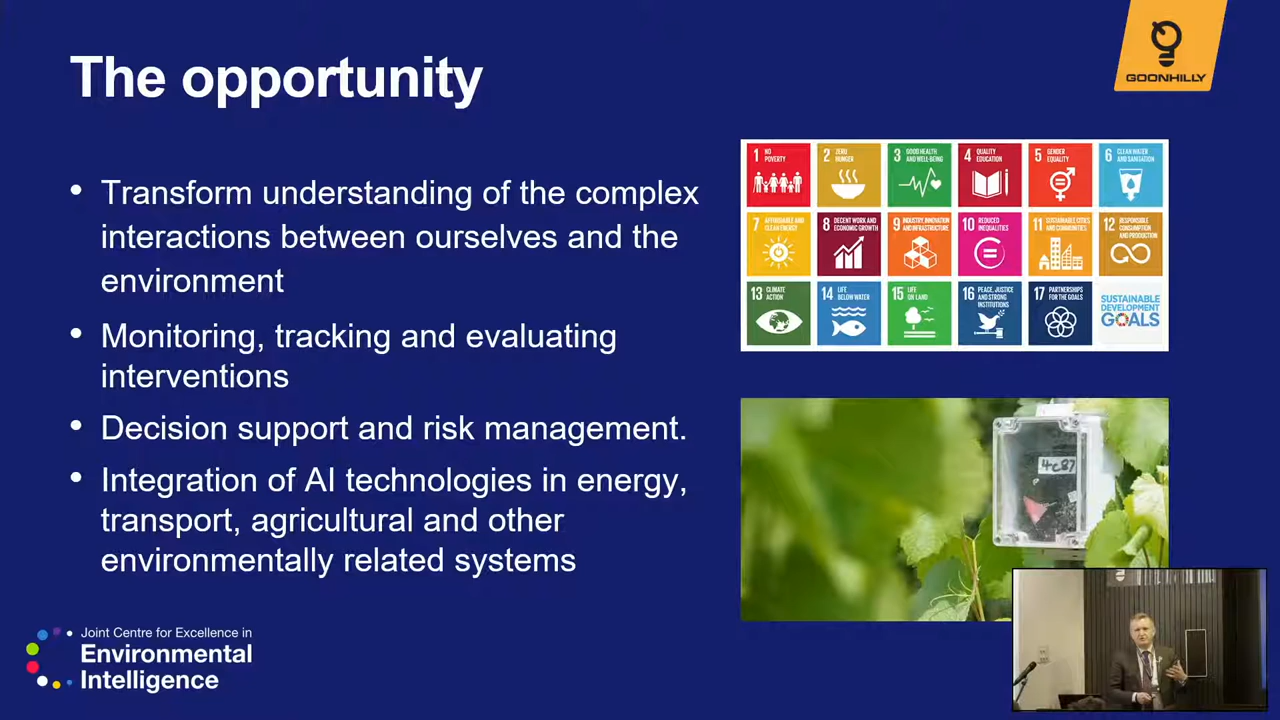 The opportunity
GOONHILLY
• Transform understanding of the complex
interactions between ourselves and the
environment
• Monitoring, tracking and evaluating
interventions
• Decision support and risk management.
• Integration of AI technologies in energy,
transport, agricultural and other
environmentally related systems
1 NO
POVERTY
2 ZERO
HUNGER
3 GOOD HEALTH
AND WELL-BEING
4 QUALITY
EDUCATION
5 GENDER
EQUALITY
6 CLEAN WATER
AND SANITATION
7 AFFORDABLE AND
CLEAN ENERGY
8 DECENT WORK AND
ECONOMIC GROWTH
9 INDUSTRY, INNOVATION
AND INFRASTRUCTURE
10 REDUCED
INEQUALITIES
11 SUSTAINABLE CITIES
AND COMMUNITIES
12 RESPONSIBLE
CONSUMPTION
AND PRODUCTION
13 CLIMATE
ACTION
14 LIFE
BELOW WATER
15 LIFE
ON LAND
16 PEACE, JUSTICE
AND STRONG
INSTITUTIONS
17 PARTNERSHIPS
FOR THE GOALS
SUSTAINABLE
DEVELOPMENT
GOALS
4c87
Joint Centre for Excellence in
Environmental
Intelligence